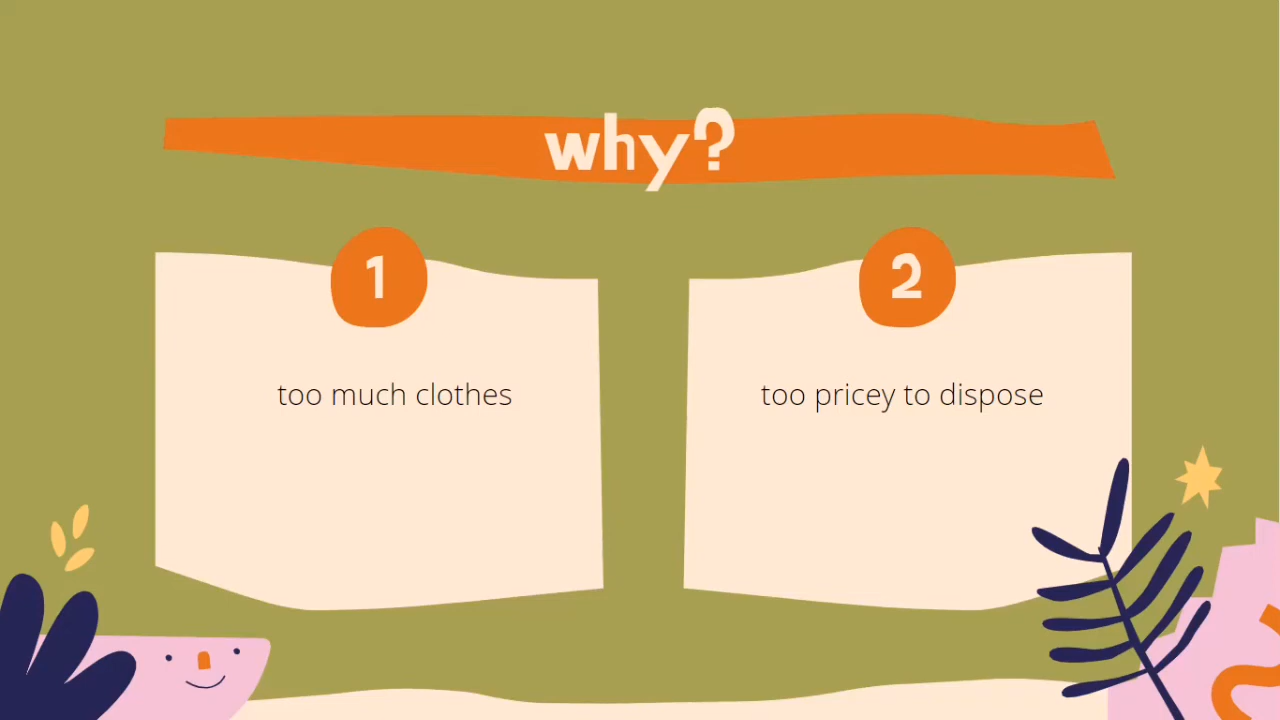 why?
1
2
too much clothes
too pricey to dispose